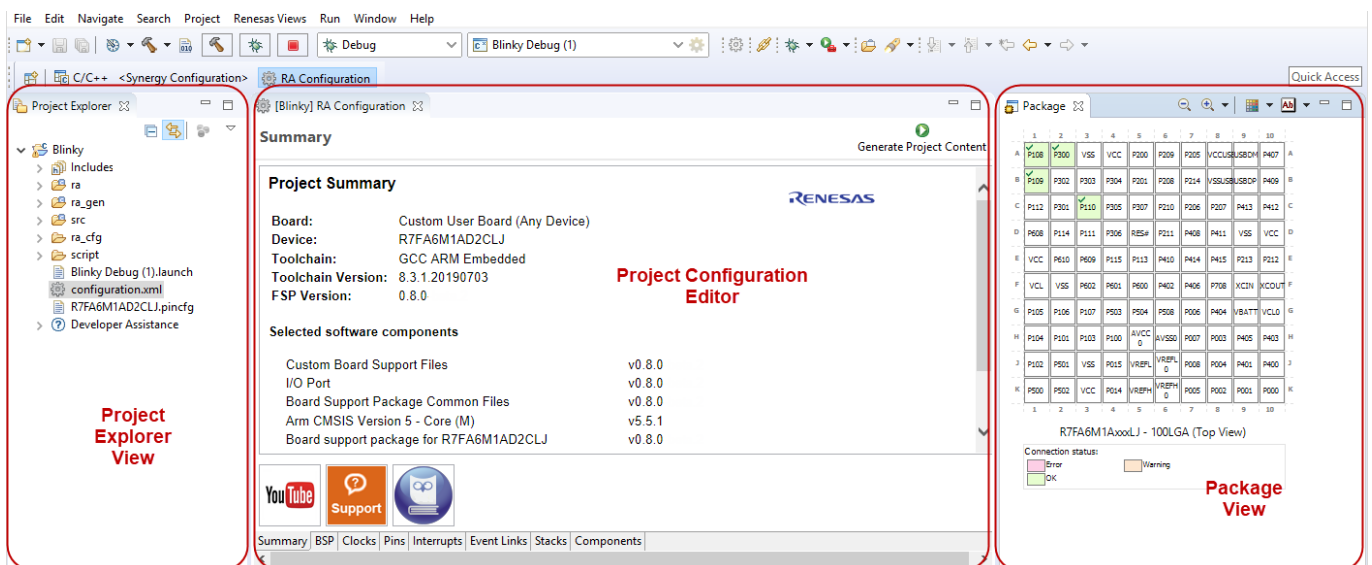 File Edit Navigate Search Project Renesas Views Run Window Help
Debug
Blinky Debug (1)
C/C++ <Synergy Configuration> RA Configuration
Quick Access
Project Explorer
Blinky
Includes
ra
ra_gen
src
ra_cfg
script
Blinky Debug (1).launch
configuration.xml
R7FA6M1AD2CLJ.pincfg
Developer Assistance
Project
Explorer
View
[Blinky] RA Configuration
Summary
Generate Project Content
Project Summary
RENESAS
Board: Custom User Board (Any Device)
Device: R7FA6M1AD2CLJ
Toolchain: GCC ARM Embedded
Toolchain Version: 8.3.1.20190703
FSP Version: 0.8.0
Project Configuration
Editor
Selected software components
Custom Board Support Files v0.8.0
I/O Port v0.8.0
Board Support Package Common Files v0.8.0
Arm CMSIS Version 5 - Core (M) v5.5.1
Board support package for R7FA6M1AD2CLJ v0.8.0
YouTube
Support
Summary BSP Clocks Pins Interrupts Event Links Stacks Components
Package
1 2 3 4 5 6 7 8 9 10
A P108 P300 VSS VCC P200 P209 P205 VCCUSB USBDM P407 A
B P109 P302 P303 P304 P201 P208 P214 VSSUSB USBDP P409 B
C P112 P301 P110 P305 P307 P210 P206 P207 P413 P412 C
D P608 P114 P111 P306 RES# P211 P408 P411 VSS VCC D
E VCC P610 P609 P115 P113 P410 P414 P415 P213 P212 E
F VCL VSS P602 P601 P600 P402 P406 P708 XCIN XCOUT F
G P105 P106 P107 P503 P504 P508 P006 P404 VBATT VCL0 G
H P104 P101 P103 P100 AVCC0 AVSS0 P007 P003 P405 P403 H
J P102 P501 VSS P015 VREFL VREFL0 P008 P004 P401 P400 J
K P500 P502 VCC P014 VREFH VREFH0 P005 P002 P001 P000 K
1 2 3 4 5 6 7 8 9 10
R7FA6M1AxxxLJ - 100LGA (Top View)
Connection status:
Error Warning
OK
Package
View